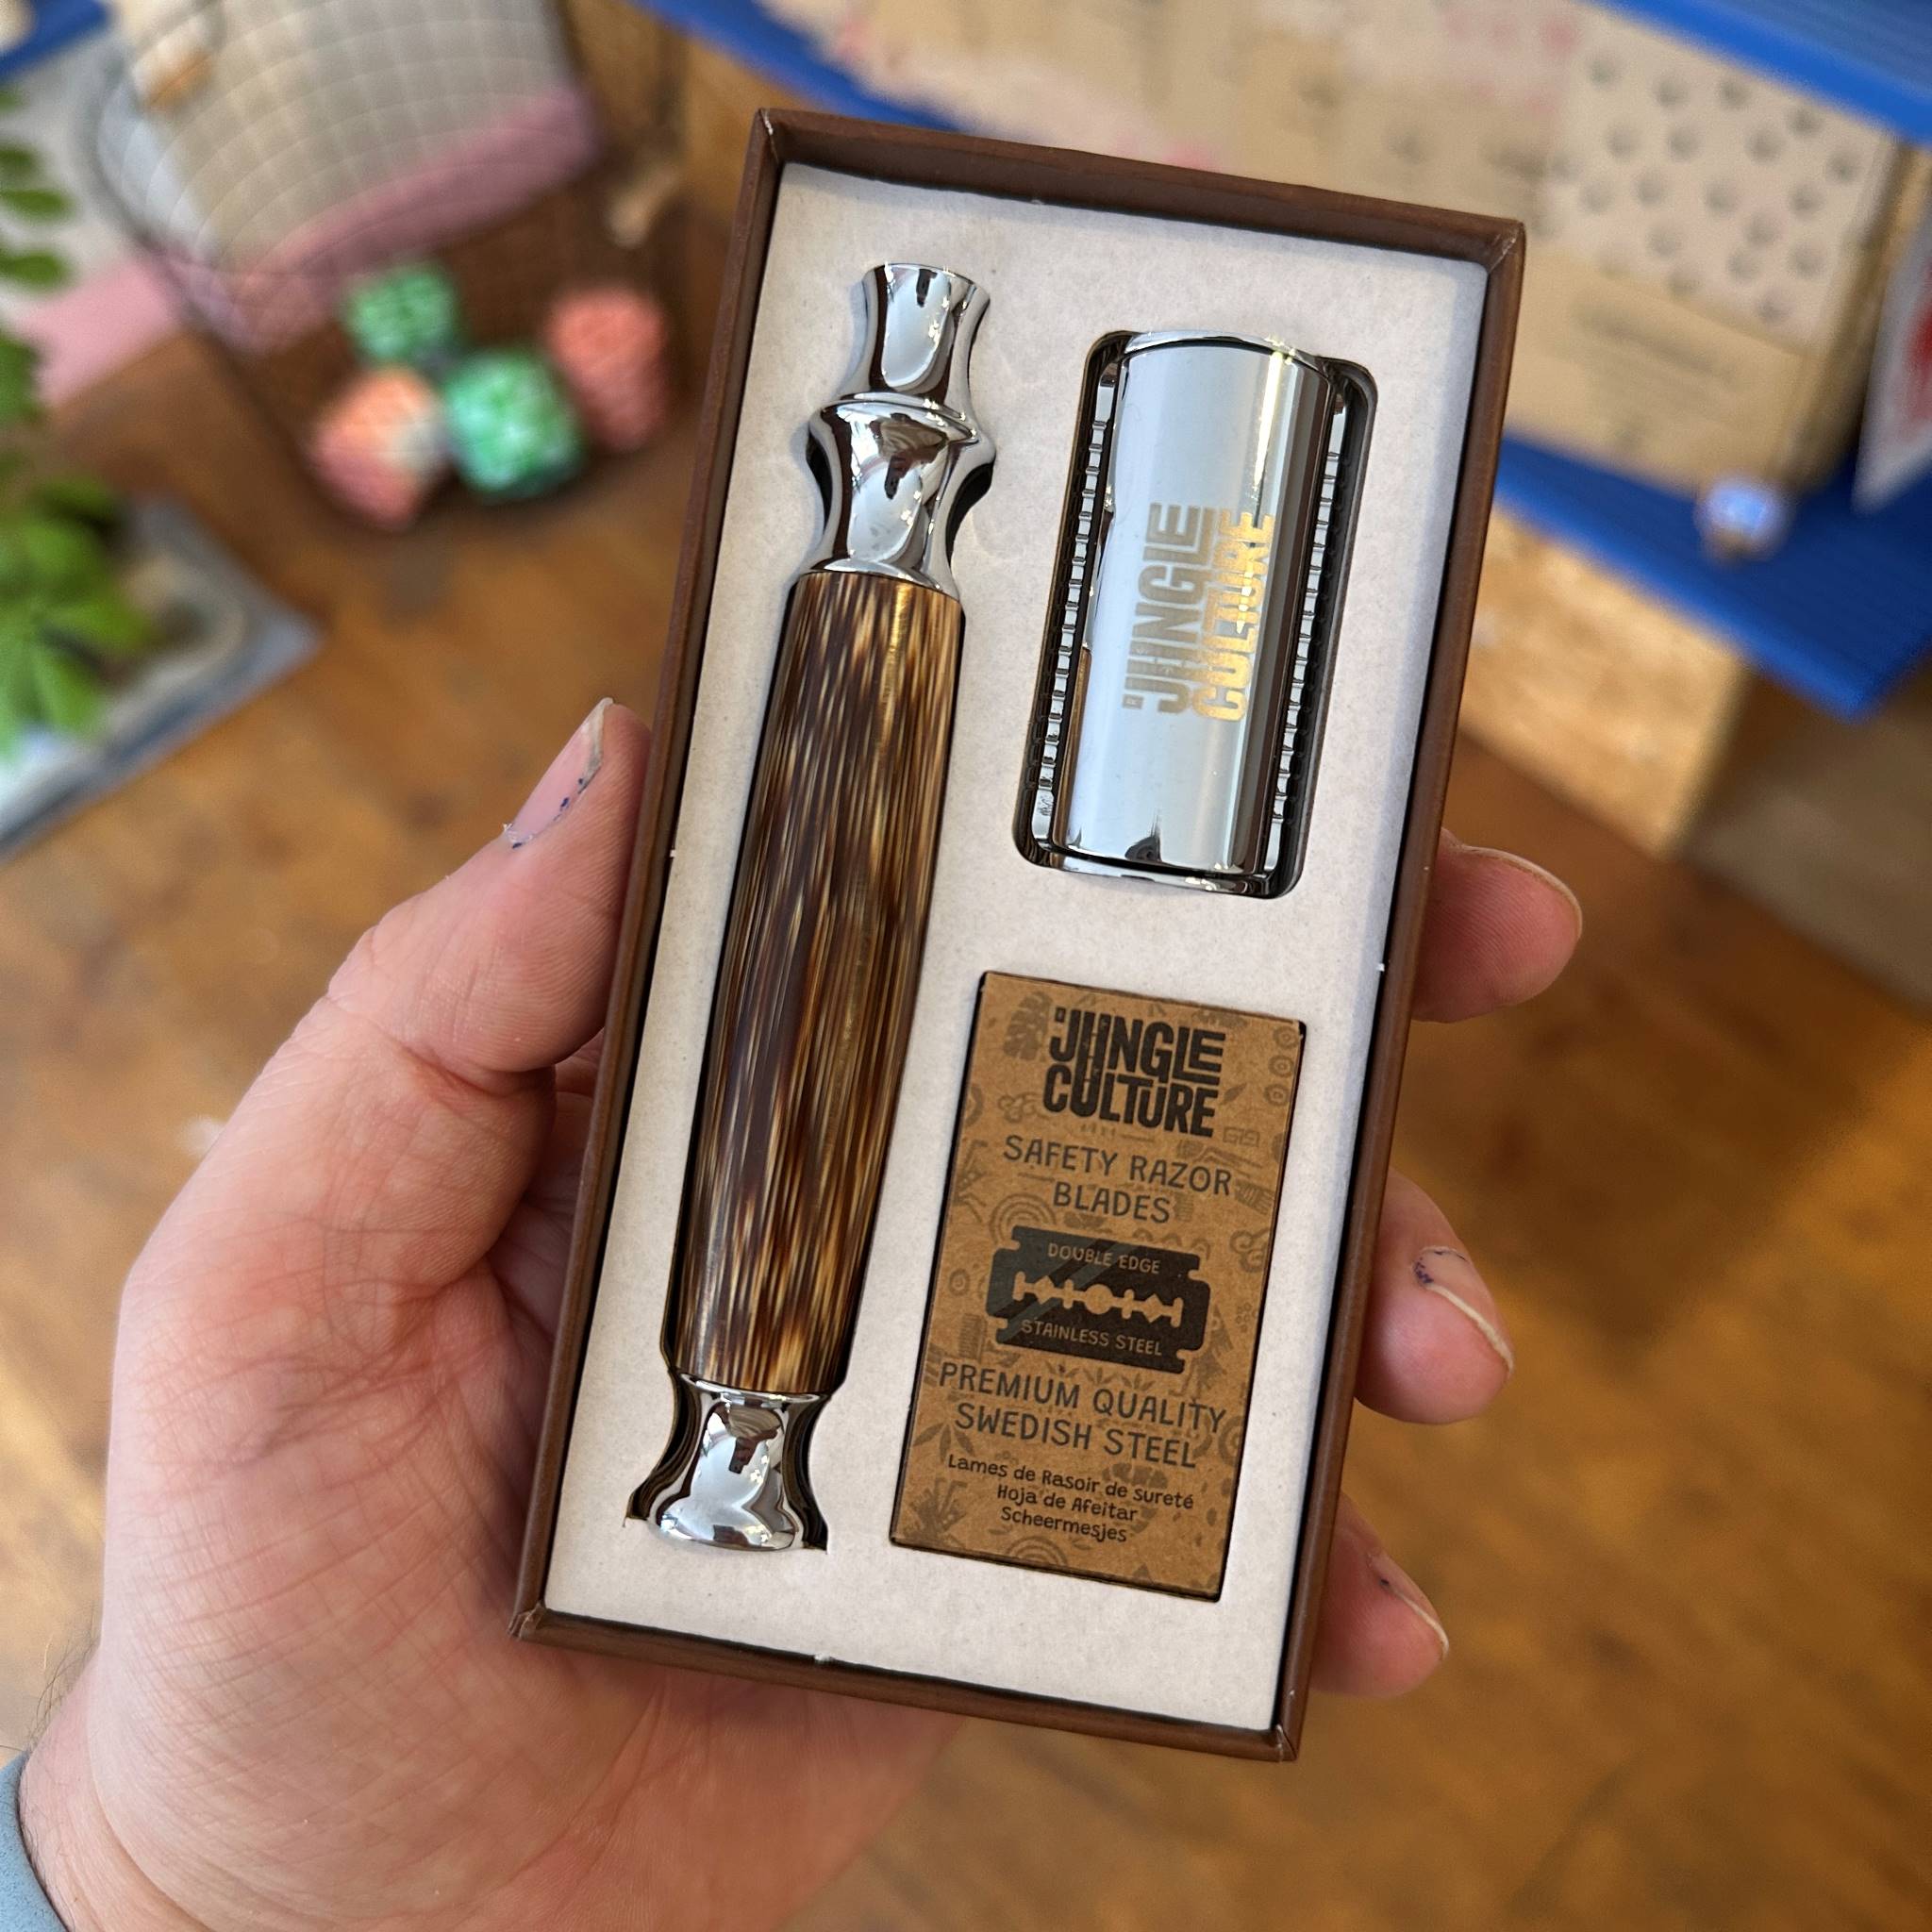 JUNGLE
CULTURE
JUNGLE
CULTURE
SAFETY RAZOR
BLADES
DOUBLE EDGE
STAINLESS STEEL
PREMIUM QUALITY
SWEDISH STEEL
Lames de Rasoir de sureté
Hoja de Afeitar
Scheermesjes